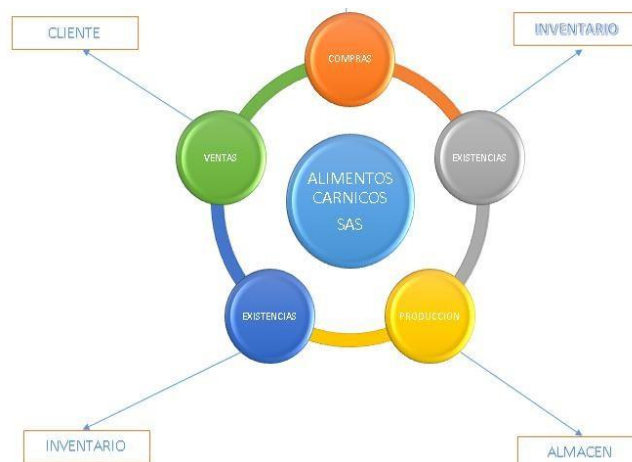 CLIENTE
INVENTARIO
COMPRAS
VENTAS
EXISTENCIAS
ALIMENTOS
CARNICOS
SAS
EXISTENCIAS
PRODUCCION
INVENTARIO
ALMACEN